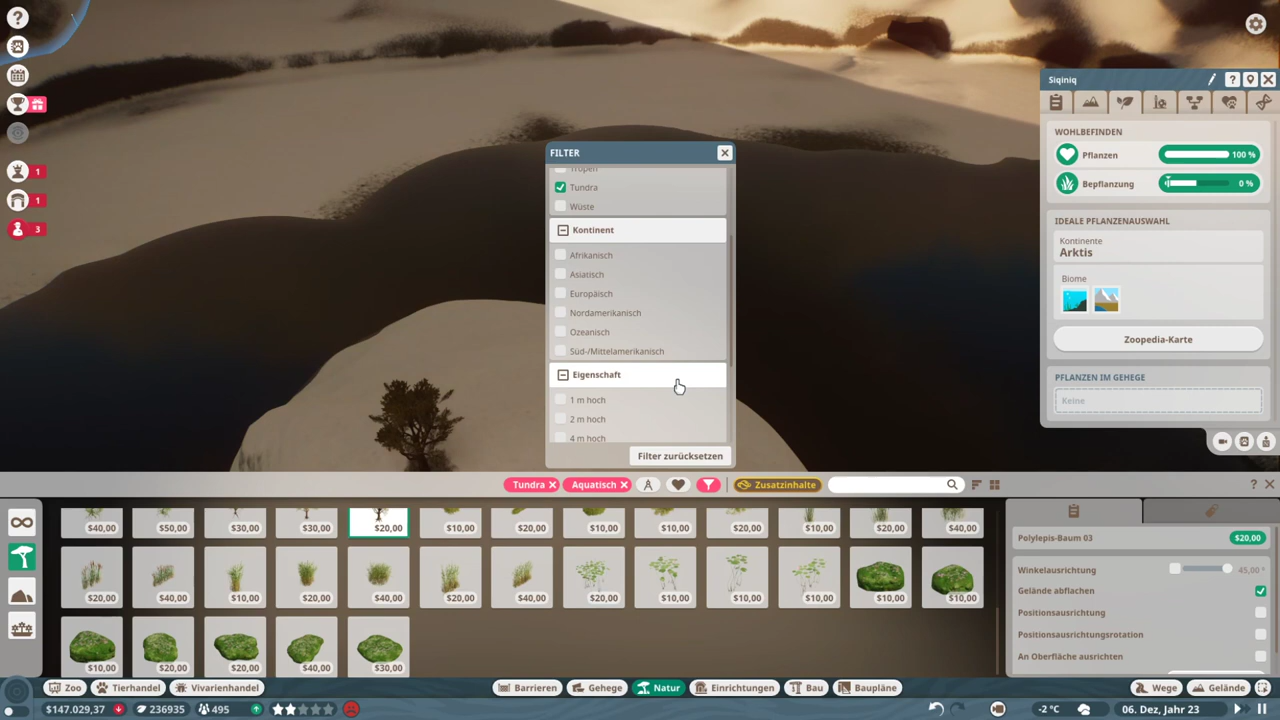 ?
1
1
3
Siqiniq
?
WOHLBEFINDEN
Pflanzen
100 %
Bepflanzung
0 %
IDEALE PFLANZENAUSWAHL
Kontinente
Arktis
Biome
Zoopedia-Karte
PFLANZEN IM GEHEGE
Keine
FILTER
Tropen
Tundra
Wüste
Kontinent
Afrikanisch
Asiatisch
Europäisch
Nordamerikanisch
Ozeanisch
Süd-/Mittelamerikanisch
Eigenschaft
1 m hoch
2 m hoch
4 m hoch
Filter zurücksetzen
Tundra
Aquatisch
Zusatzinhalte
?
$40,00 $50,00 $30,00 $30,00 $20,00 $10,00 $20,00 $10,00 $10,00 $20,00 $10,00 $20,00 $40,00
$20,00 $40,00 $10,00 $20,00 $40,00 $20,00 $40,00 $20,00 $10,00 $10,00 $10,00 $10,00 $10,00
$10,00 $20,00 $20,00 $40,00 $30,00
Polylepis-Baum 03
$20,00
Winkelausrichtung
45,00 °
Gelände abflachen
Positionsausrichtung
Positionsausrichtungsrotation
An Oberfläche ausrichten
Zoo
Tierhandel
Vivarienhandel
Barrieren
Gehege
Natur
Einrichtungen
Bau
Baupläne
Wege
Gelände
$147.029,37
236935
495
-2 °C
06. Dez, Jahr 23